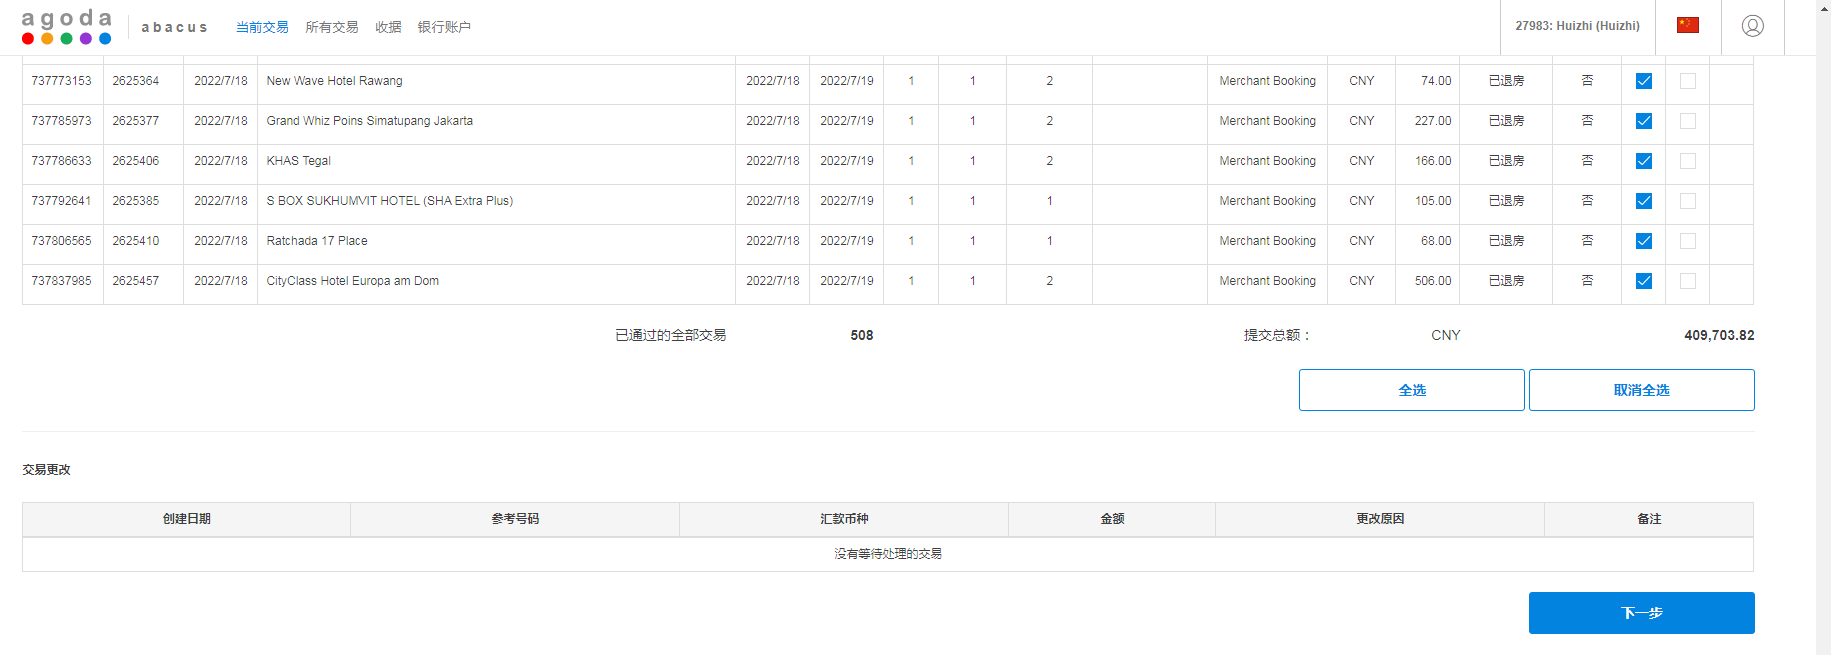 agoda abacus 当前交易 所有交易 收据 银行账户 27983: Huizhi (Huizhi)
737773153 2625364 2022/7/18 New Wave Hotel Rawang 2022/7/18 2022/7/19 1 1 2 Merchant Booking CNY 74.00 已退房 否
737785973 2625377 2022/7/18 Grand Whiz Poins Simatupang Jakarta 2022/7/18 2022/7/19 1 1 2 Merchant Booking CNY 227.00 已退房 否
737786633 2625406 2022/7/18 KHAS Tegal 2022/7/18 2022/7/19 1 1 2 Merchant Booking CNY 166.00 已退房 否
737792641 2625385 2022/7/18 S BOX SUKHUMVIT HOTEL (SHA Extra Plus) 2022/7/18 2022/7/19 1 1 1 Merchant Booking CNY 105.00 已退房 否
737806565 2625410 2022/7/18 Ratchada 17 Place 2022/7/18 2022/7/19 1 1 1 Merchant Booking CNY 68.00 已退房 否
737837985 2625457 2022/7/18 CityClass Hotel Europa am Dom 2022/7/18 2022/7/19 1 1 2 Merchant Booking CNY 506.00 已退房 否
已通过的全部交易 508 提交总额： CNY 409,703.82
全选 取消全选
交易更改
创建日期 参考号码 汇款币种 金额 更改原因 备注
没有等待处理的交易
下一步